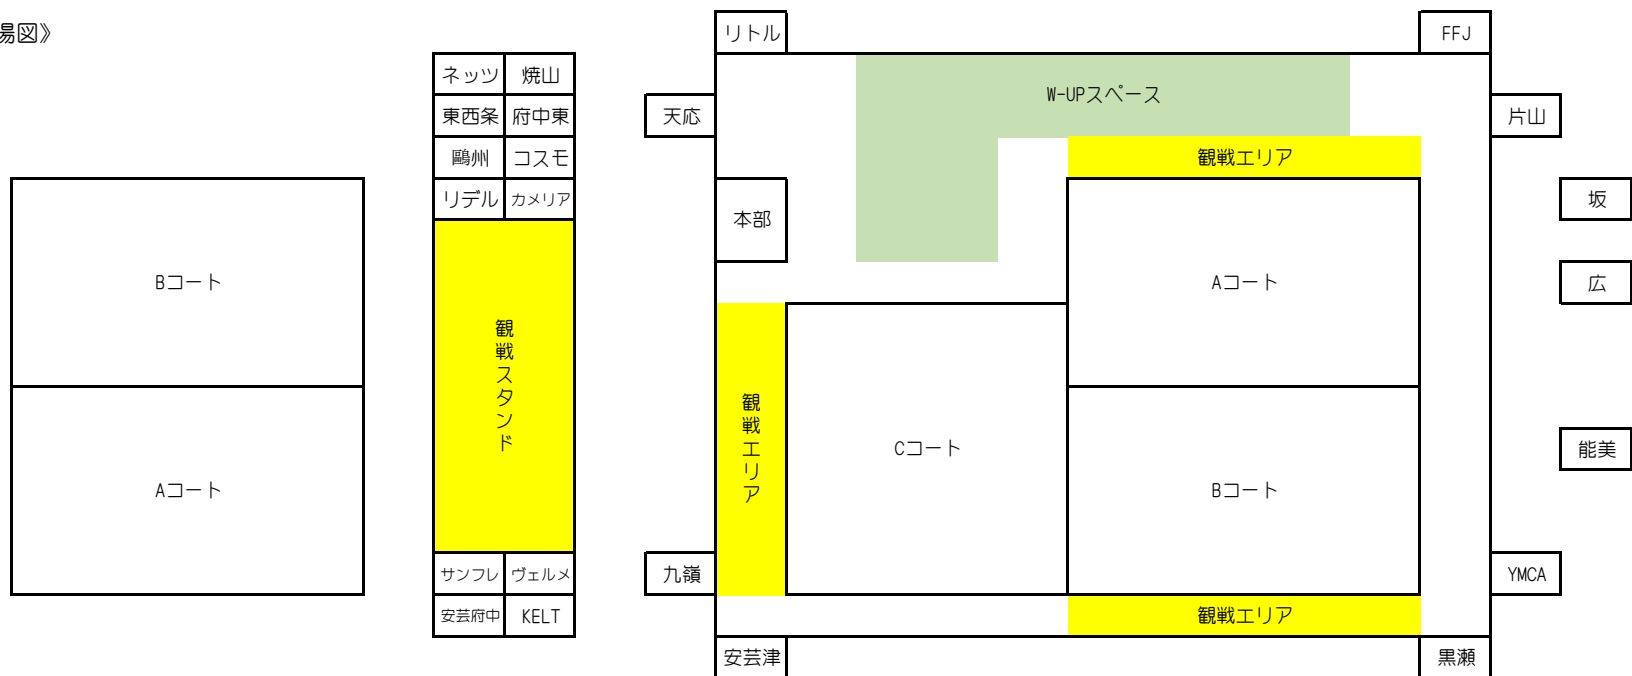 場図》
リトル
FFJ
ネッツ 焼山
東西条 府中東
鷗州 コスモ
リデル カメリア
天応
W-UPスペース
片山
観戦エリア
本部
坂
Bコート
Aコート
広
観戦スタンド
観戦エリア
Cコート
能美
Aコート
Bコート
サンフレ ヴェルメ
九嶺
YMCA
安芸府中 KELT
観戦エリア
安芸津
黒瀬